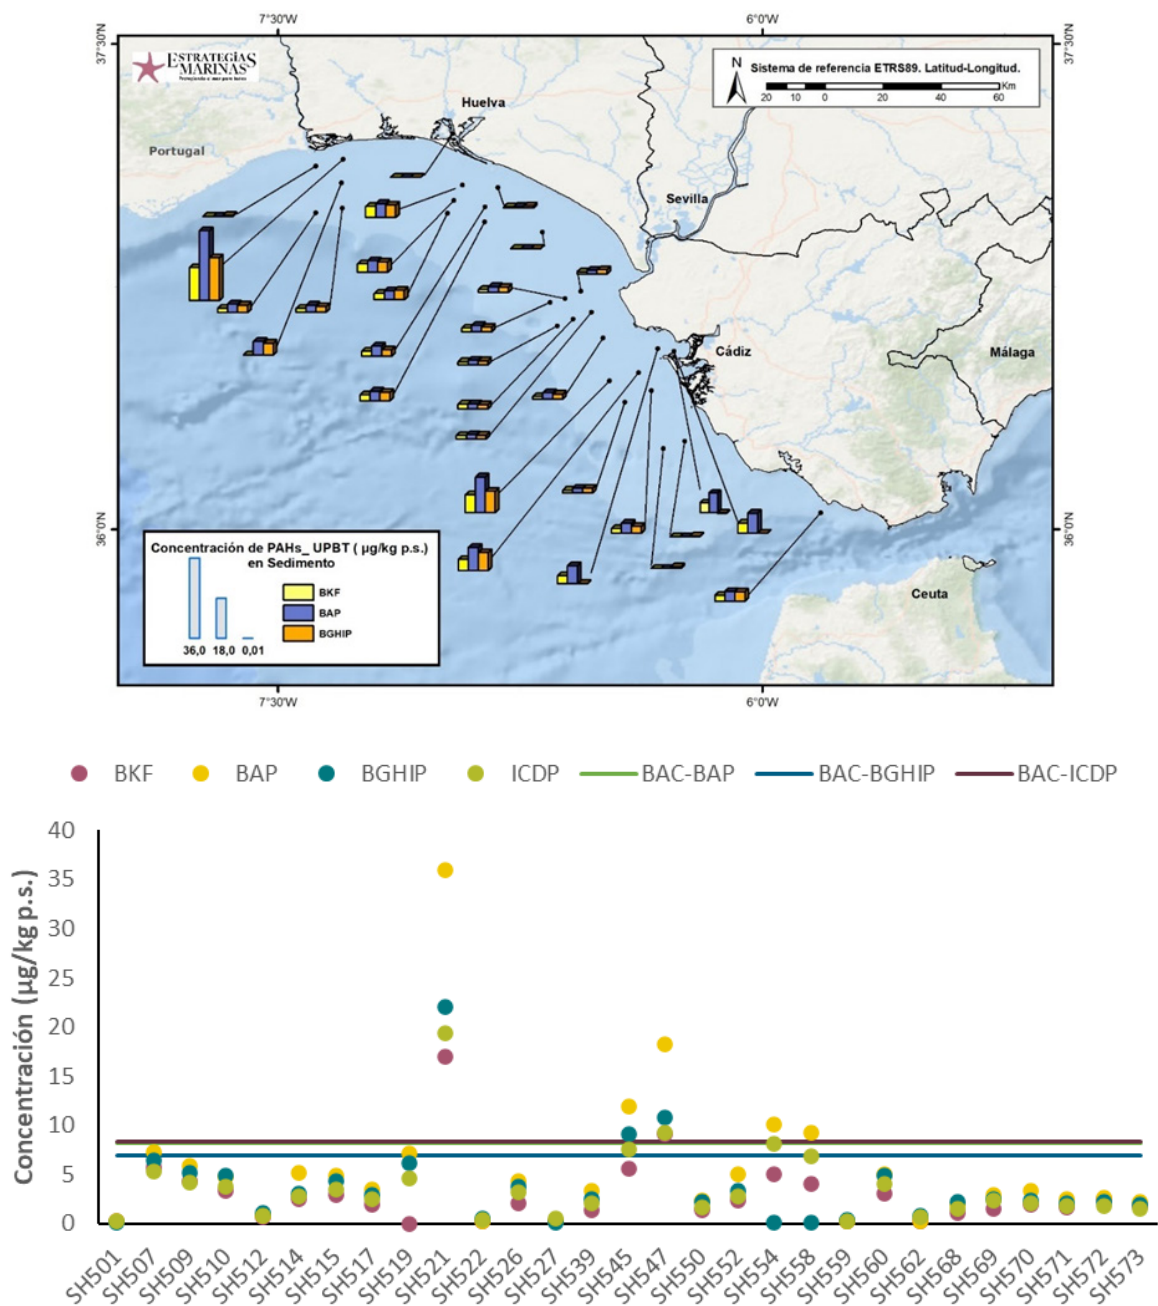 7°30'W 6°0'W
37°30'N 37°30'N
ESTRATEGIAS
MARINAS
N
Sistema de referencia ETRS89. Latitud-Longitud.
20 10 0 20 40 60 Km
Huelva
Portugal
Sevilla
Cádiz
Málaga
36°0'N 36°0'N
Concentración de PAHs_ UPBT ( µg/kg p.s.)
en Sedimento
BKF
BAP
BGHIP
36,0 18,0 0,01
Ceuta
7°30'W 6°0'W
BKF BAP BGHIP ICDP BAC-BAP BAC-BGHIP BAC-ICDP
Concentración (µg/kg p.s.)
40
35
30
25
20
15
10
5
0
SH501 SH507 SH509 SH510 SH512 SH514 SH515 SH517 SH519 SH521 SH522 SH526 SH527 SH539 SH545 SH547 SH550 SH552 SH554 SH558 SH559 SH560 SH562 SH568 SH569 SH570 SH571 SH572 SH573